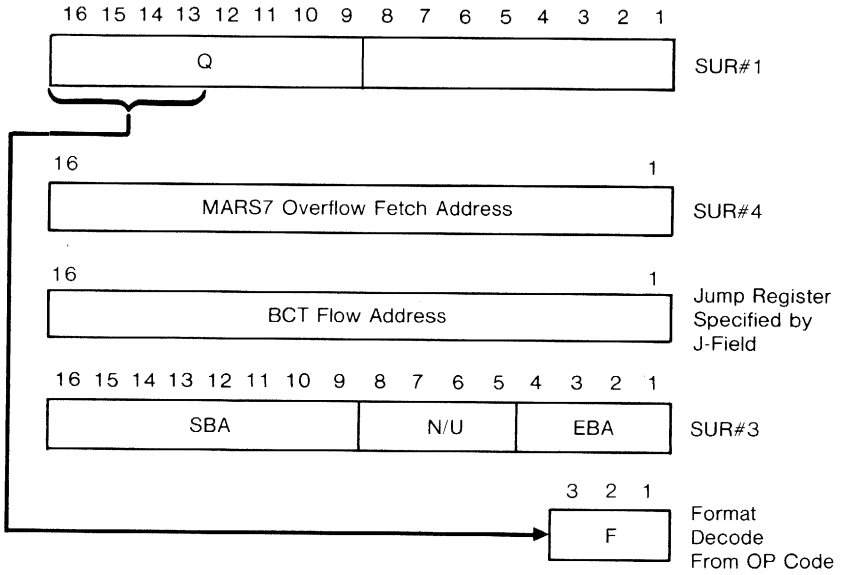 16 15 14 13 12 11 10 9 8 7 6 5 4 3 2 1
Q
SUR#1
16 1
MARS7 Overflow Fetch Address
SUR#4
16 1
BCT Flow Address
Jump Register
Specified by
J-Field
16 15 14 13 12 11 10 9 8 7 6 5 4 3 2 1
SBA N/U EBA
SUR#3
3 2 1
F
Format
Decode
From OP Code